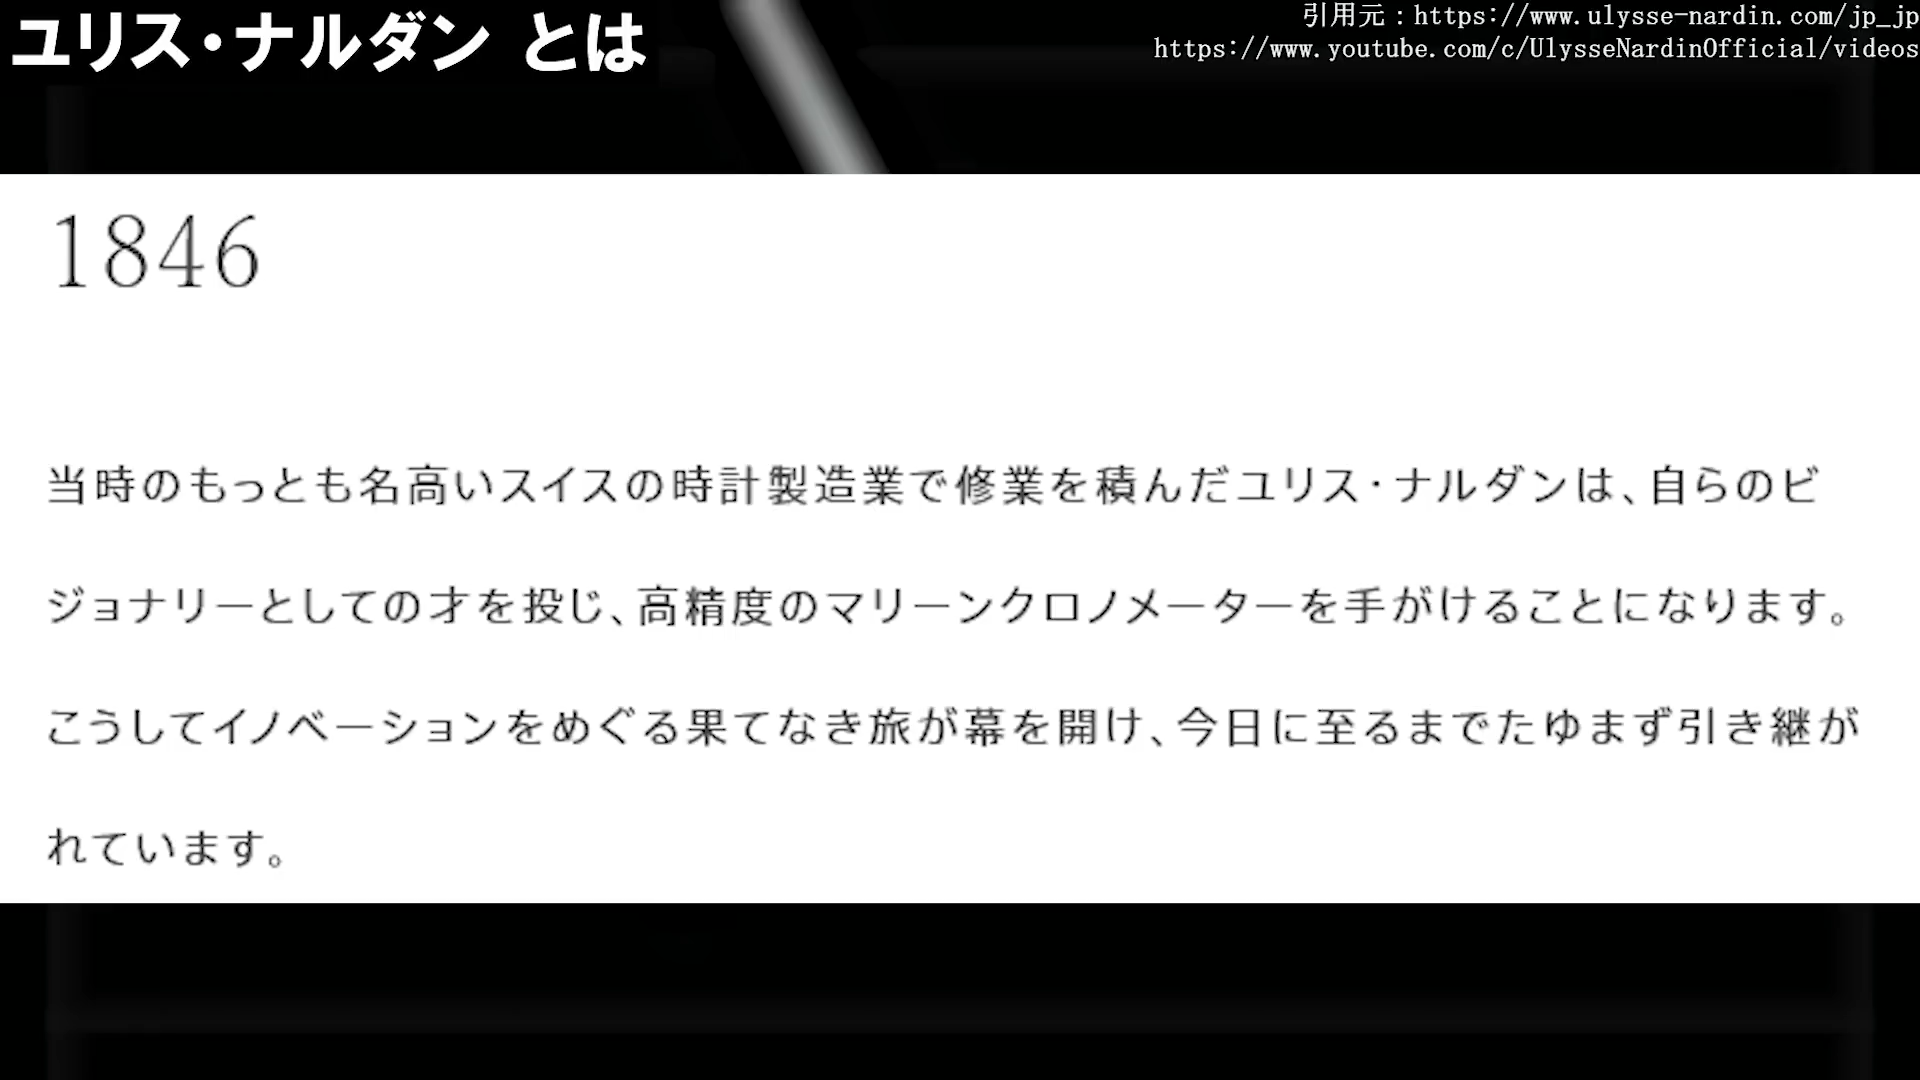 ユリス・ナルダン とは
引用元：https://www.ulysse-nardin.com/jp_jp
https://www.youtube.com/c/UlysseNardinOfficial/videos
1846
当時のもっとも名高いスイスの時計製造業で修業を積んだユリス・ナルダンは、自らのビ
ジョナリーとしての才を投じ、高精度のマリーンクロノメーターを手がけることになります。
こうしてイノベーションをめぐる果てなき旅が幕を開け、今日に至るまでたゆまず引き継が
れています。